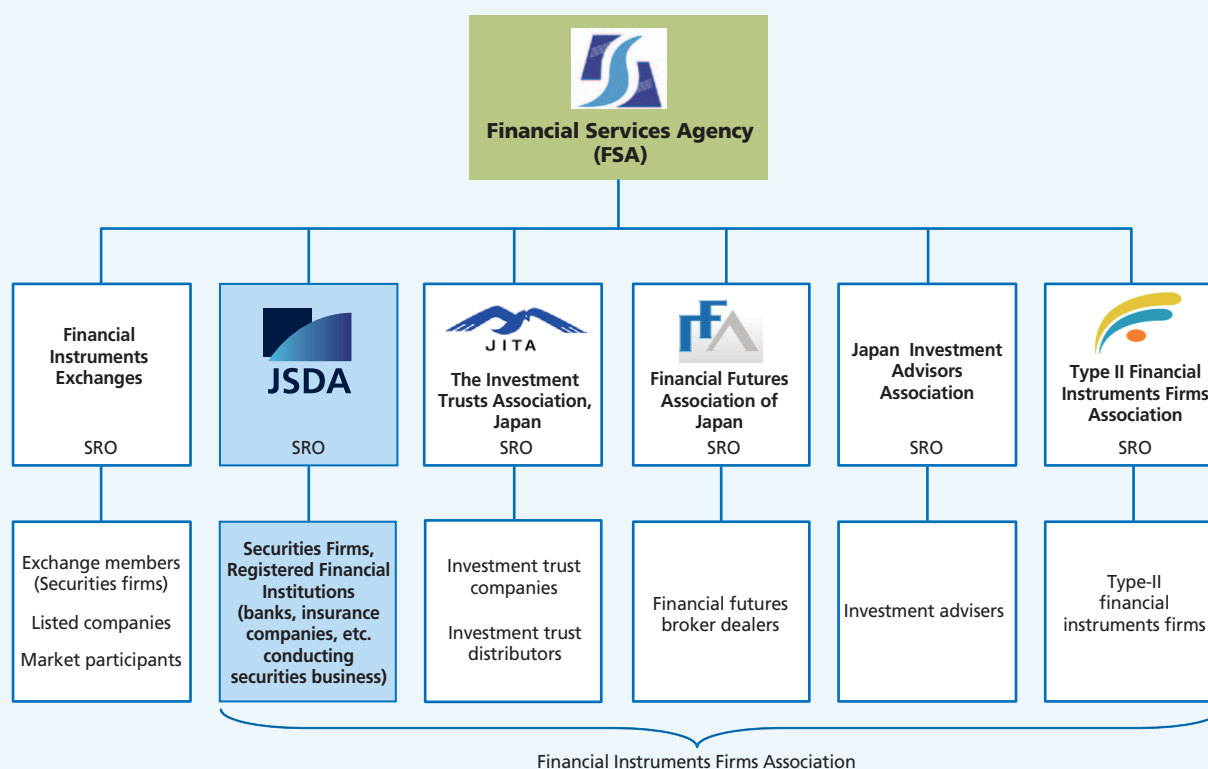 Financial Services Agency
(FSA)
Financial
Instruments
Exchanges
SRO
JSDA
SRO
JITA
The Investment
Trusts Association,
Japan
SRO
FFA
Financial Futures
Association of
Japan
SRO
Japan Investment
Advisors
Association
SRO
Type II Financial
Instruments Firms
Association
SRO
Exchange members
(Securities firms)
Listed companies
Market participants
Securities Firms,
Registered Financial
Institutions
(banks, insurance
companies, etc.
conducting
securities business)
Investment trust
companies
Investment trust
distributors
Financial futures
broker dealers
Investment advisers
Type-II
financial
instruments firms
Financial Instruments Firms Association